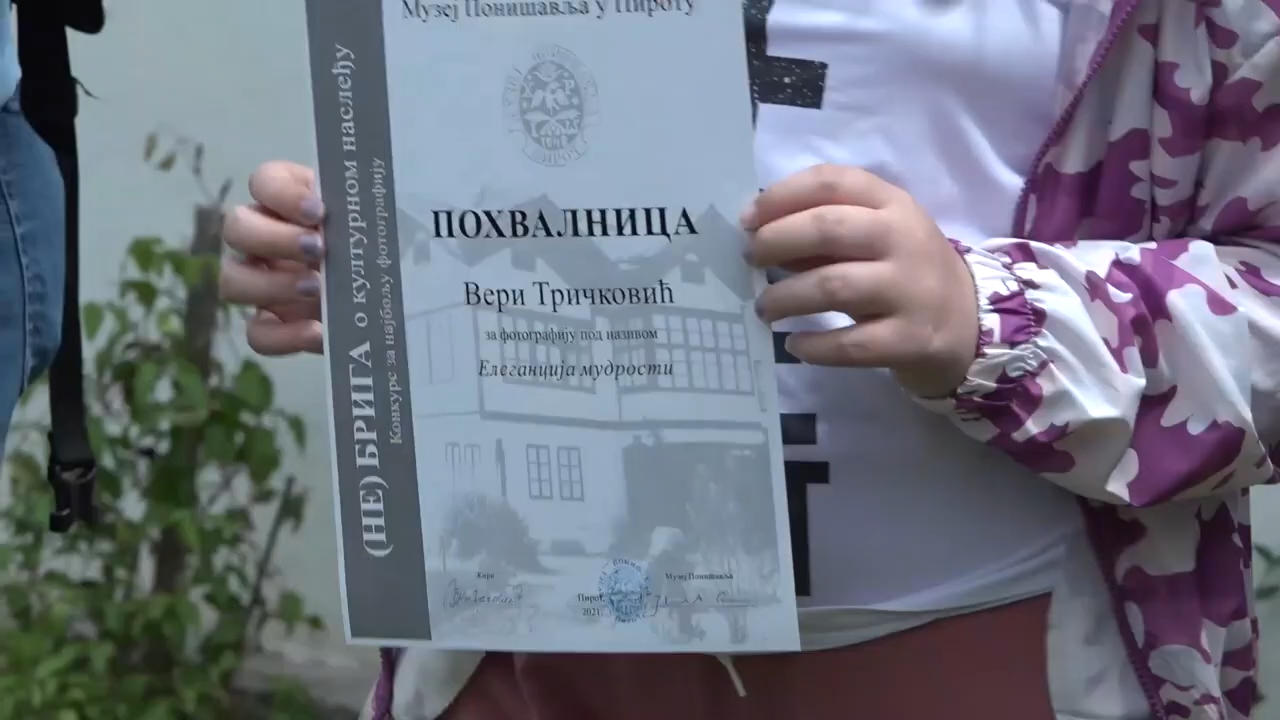 Музеј Понишавља у Пироту
ПОХВАЛНИЦА
Вери Тричковић
за фотографију под називом
Елеганција мудрости
(НЕ) БРИГА о културном наслеђу
Конкурс за најбољу фотографију
Пирот,
2021.
Музеј Понишавља